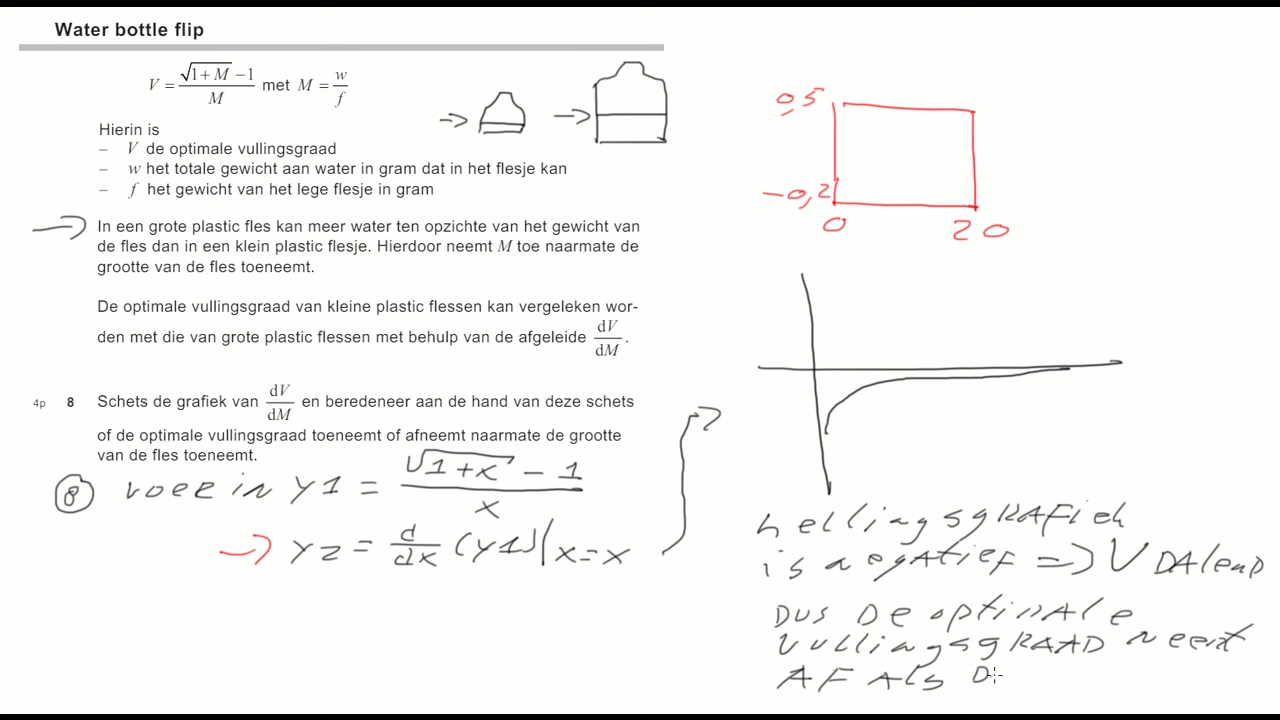 Water bottle flip
V = (√(1+M) − 1)/M met M = w/f
Hierin is
– V de optimale vullingsgraad
– w het totale gewicht aan water in gram dat in het flesje kan
– f het gewicht van het lege flesje in gram
In een grote plastic fles kan meer water ten opzichte van het gewicht van
de fles dan in een klein plastic flesje. Hierdoor neemt M toe naarmate de
grootte van de fles toeneemt.
De optimale vullingsgraad van kleine plastic flessen kan vergeleken wor-
den met die van grote plastic flessen met behulp van de afgeleide dV/dM.
4p 8 Schets de grafiek van dV/dM en beredeneer aan de hand van deze schets
of de optimale vullingsgraad toeneemt of afneemt naarmate de grootte
van de fles toeneemt.
8 VOER in Y1 = (√(1+x) − 1)/x
→ Y2 = d/dx (Y1)|x=x
0,5
−0,2
0 20
hellingsgRAFiek
is negatief => V DAlenD
DUS De optimAle
VullingsgRAAD neemt
AF Als D